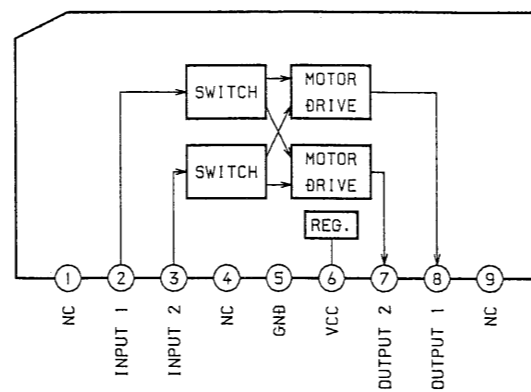 SWITCH
MOTOR
DRIVE
SWITCH
MOTOR
DRIVE
REG.
1
2
3
4
5
6
7
8
9
NC
INPUT 1
INPUT 2
NC
GND
VCC
OUTPUT 2
OUTPUT 1
NC